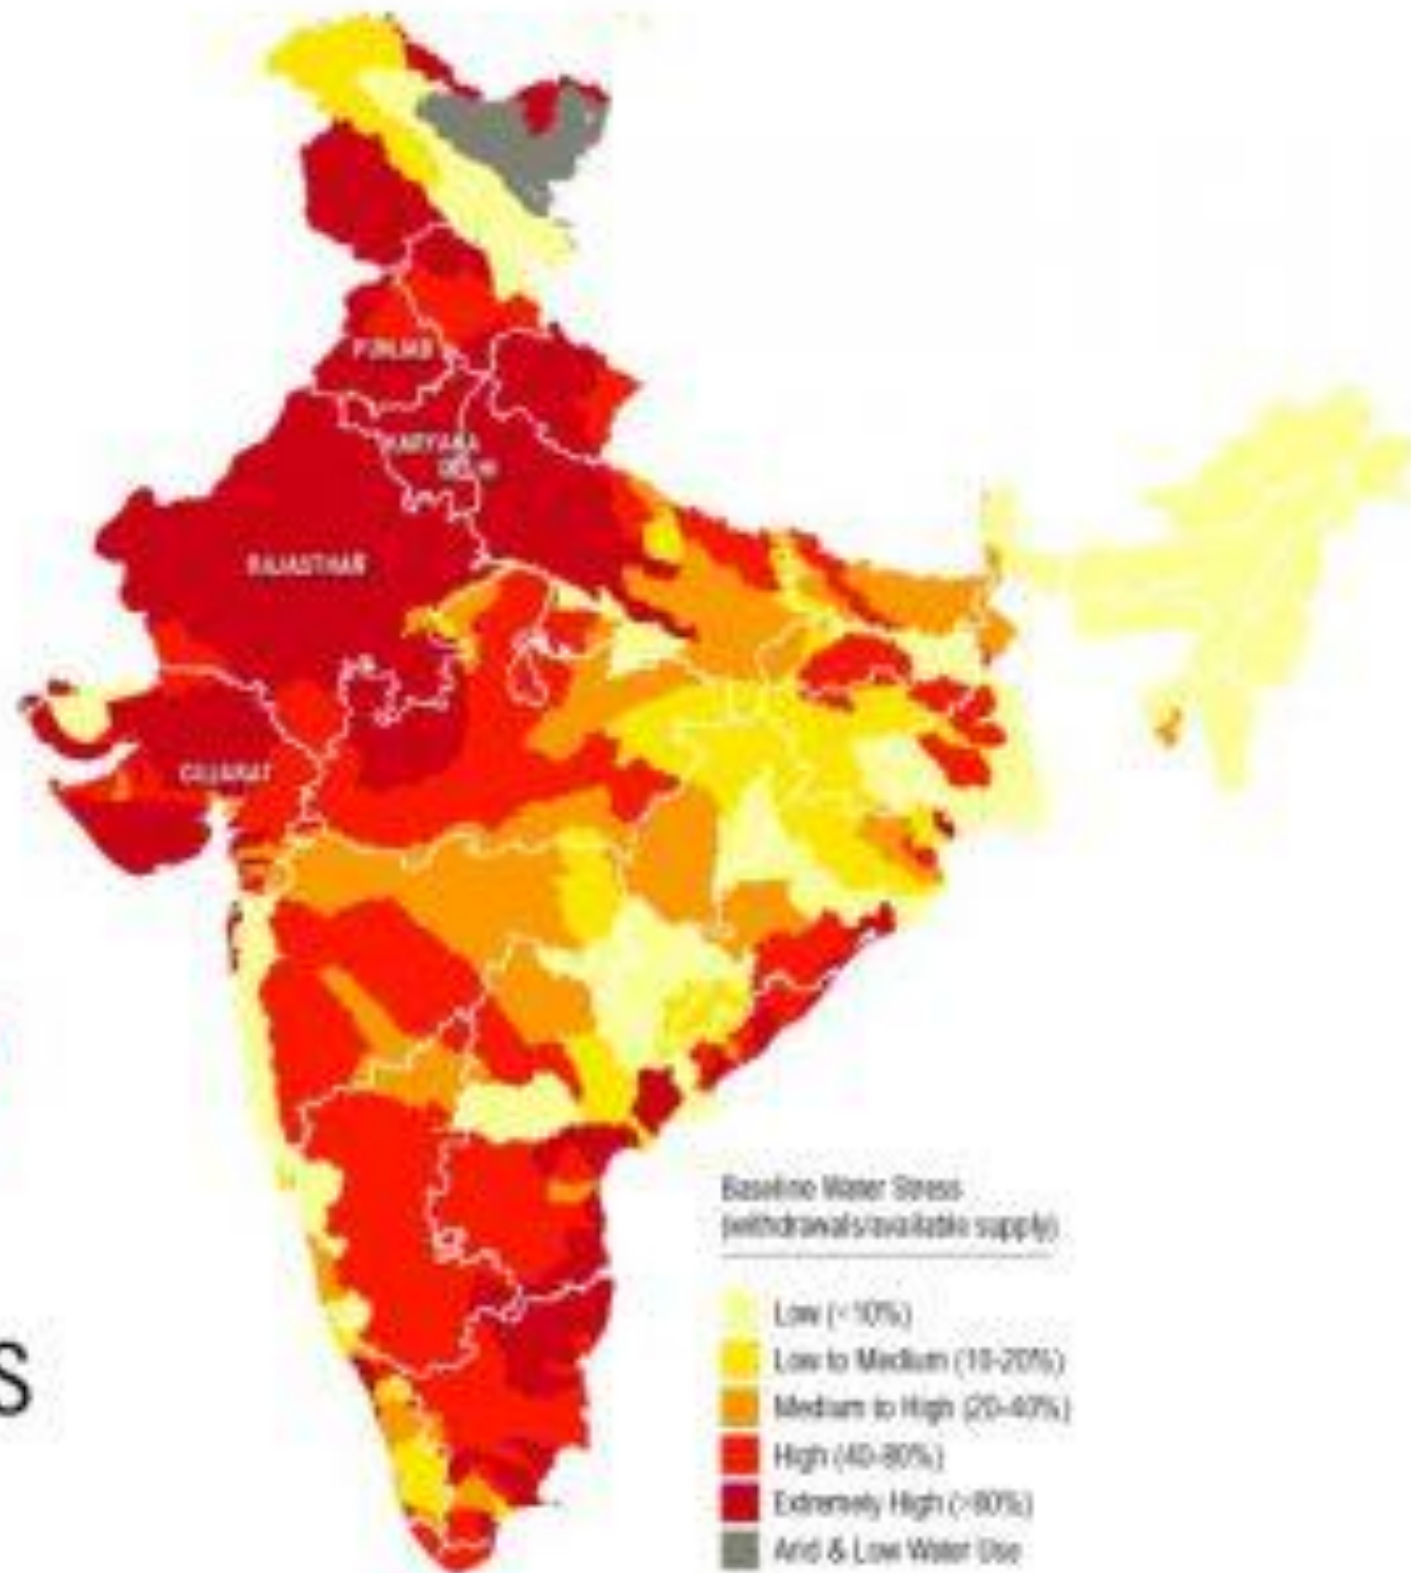 PUNJAB
HARYANA
DELHI
RAJASTHAN
GUJARAT
S
Baseline Water Stress
(withdrawals/available supply)
Low (<10%)
Low to Medium (10-20%)
Medium to High (20-40%)
High (40-80%)
Extremely High (>80%)
Arid & Low Water Use